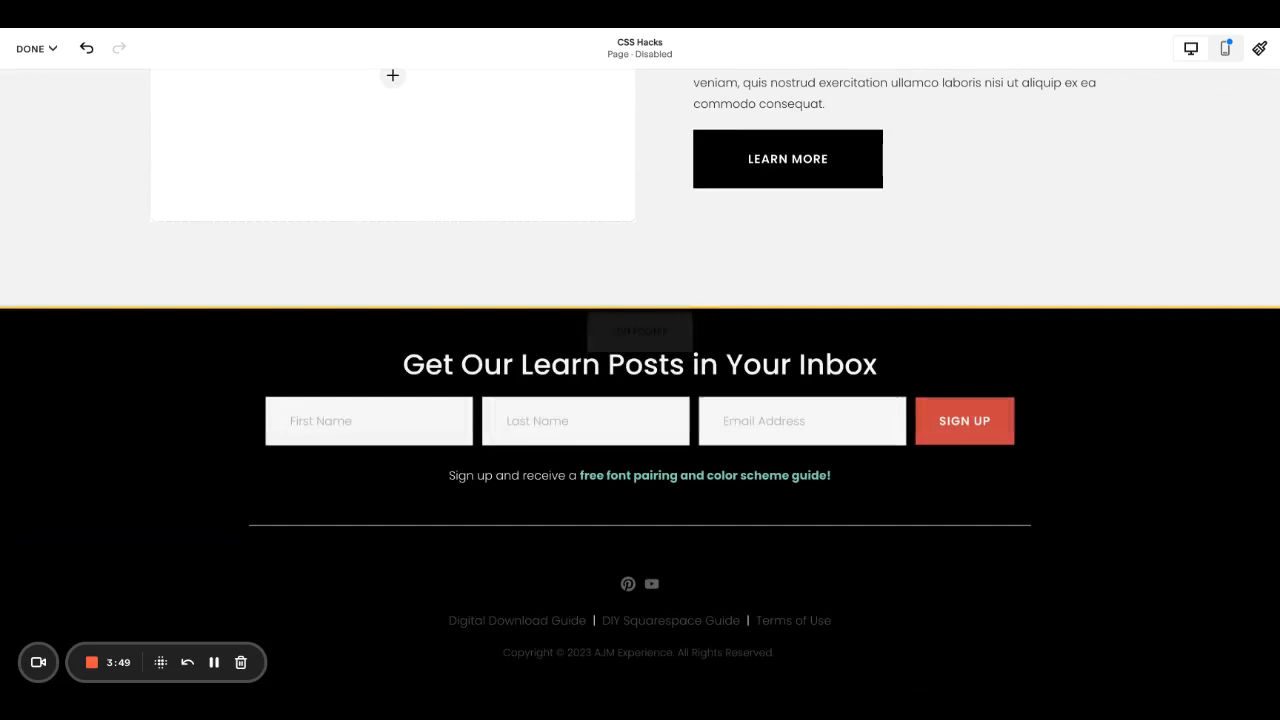 DONE
CSS Hacks
Page · Disabled
veniam, quis nostrud exercitation ullamco laboris nisi ut aliquip ex ea
commodo consequat.
LEARN MORE
EDIT FOOTER
Get Our Learn Posts in Your Inbox
First Name
Last Name
Email Address
SIGN UP
Sign up and receive a free font pairing and color scheme guide!
Digital Download Guide | DIY Squarespace Guide | Terms of Use
Copyright © 2023 AJM Experience. All Rights Reserved.
3:49